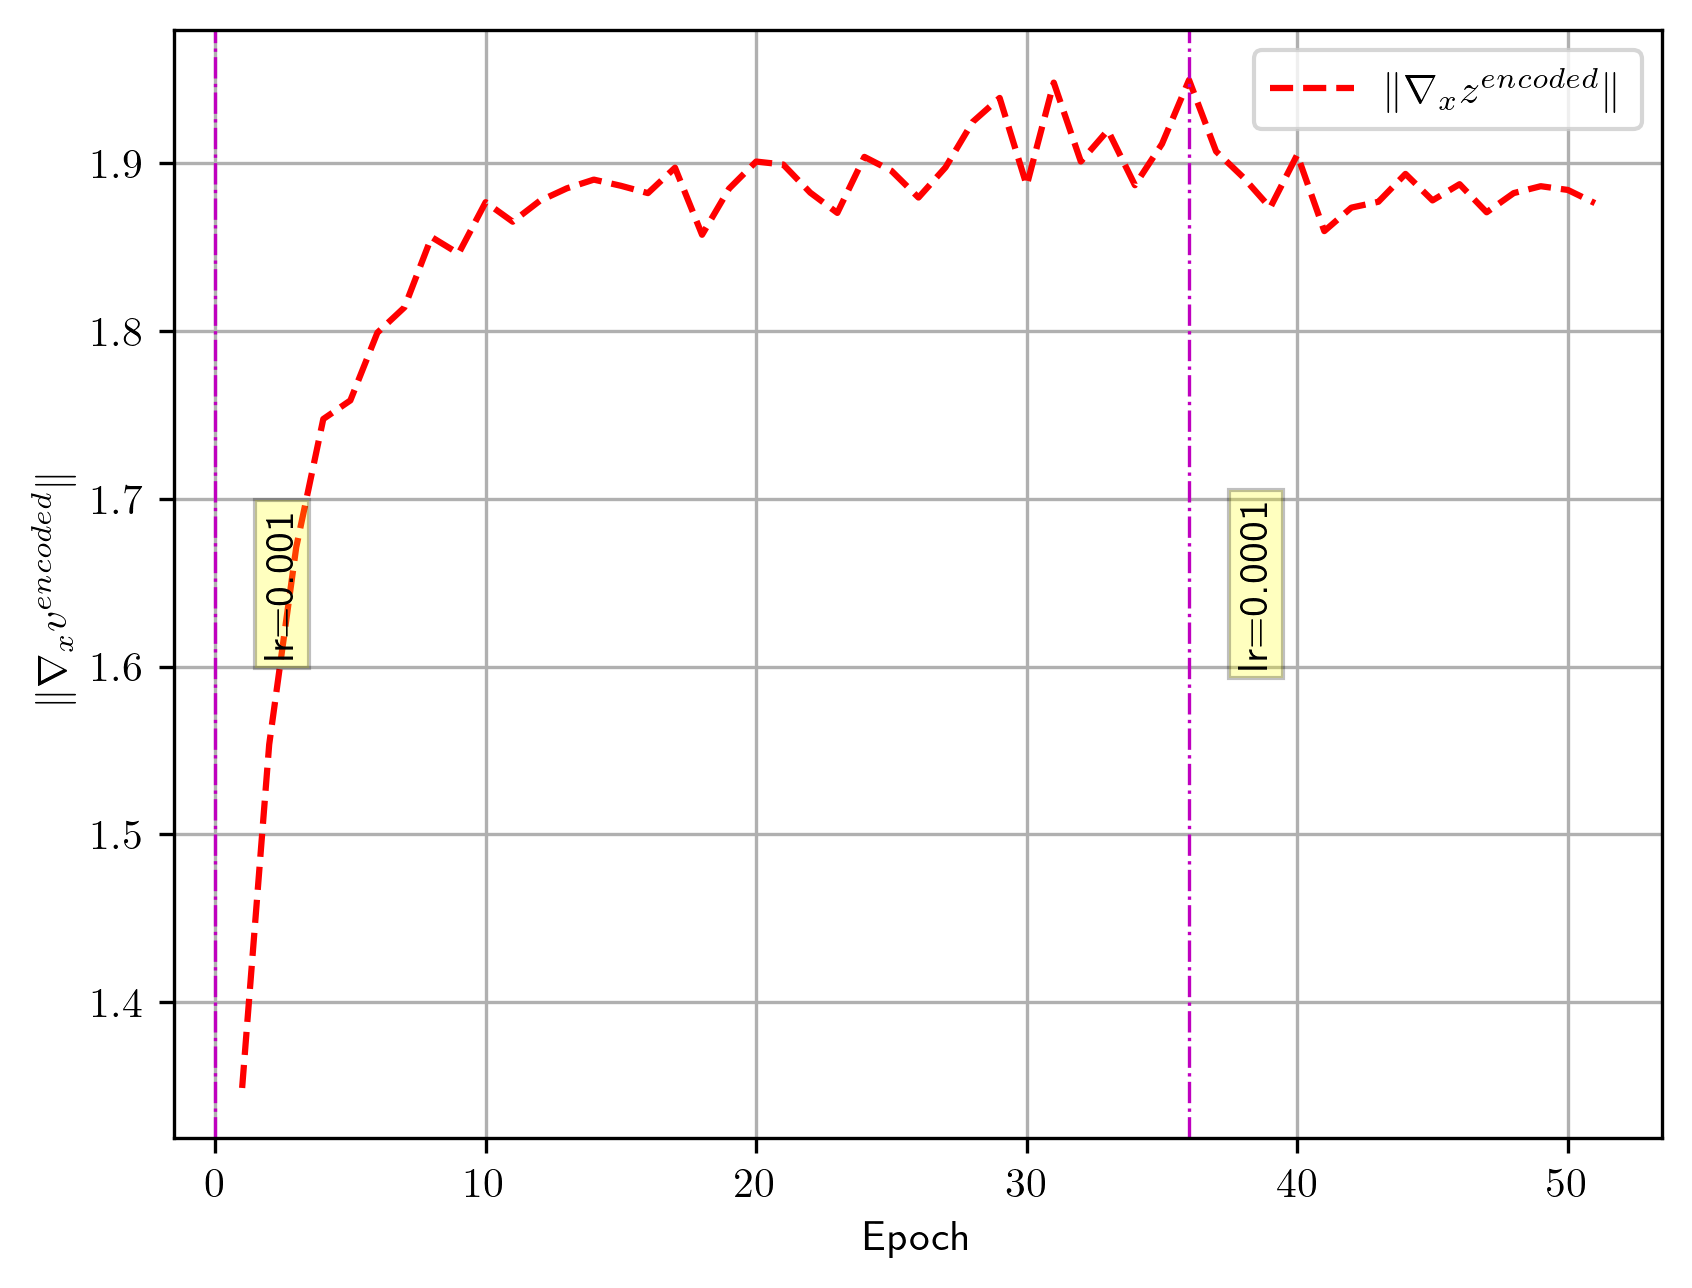 ‖∇ₓzᵉⁿᶜᵒᵈᵉᵈ‖
‖∇ₓvᵉⁿᶜᵒᵈᵉᵈ‖
1.9
1.8
1.7
1.6
1.5
1.4
lr=0.001
lr=0.0001
0 10 20 30 40 50
Epoch